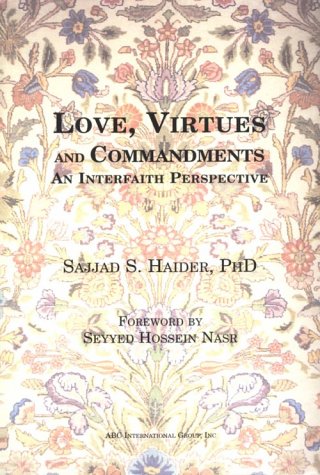 Love, Virtues
and Commandments
An Interfaith Perspective
Sajjad S. Haider, PhD
Foreword by
Seyyed Hossein Nasr
ABC International Group, Inc